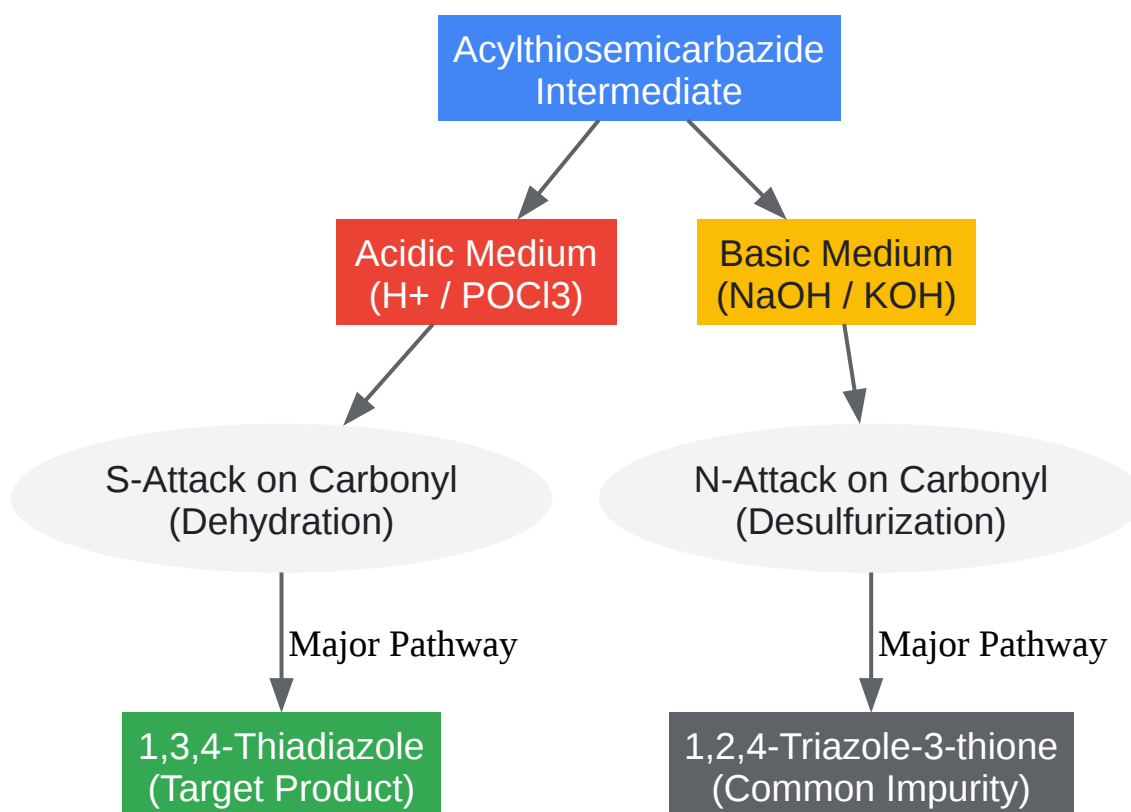 Acylthiosemicarbazide
Intermediate
Acidic Medium
(H+ / POCl3)
Basic Medium
(NaOH / KOH)
S-Attack on Carbonyl
(Dehydration)
N-Attack on Carbonyl
(Desulfurization)
Major Pathway
Major Pathway
1,3,4-Thiadiazole
(Target Product)
1,2,4-Triazole-3-thione
(Common Impurity)